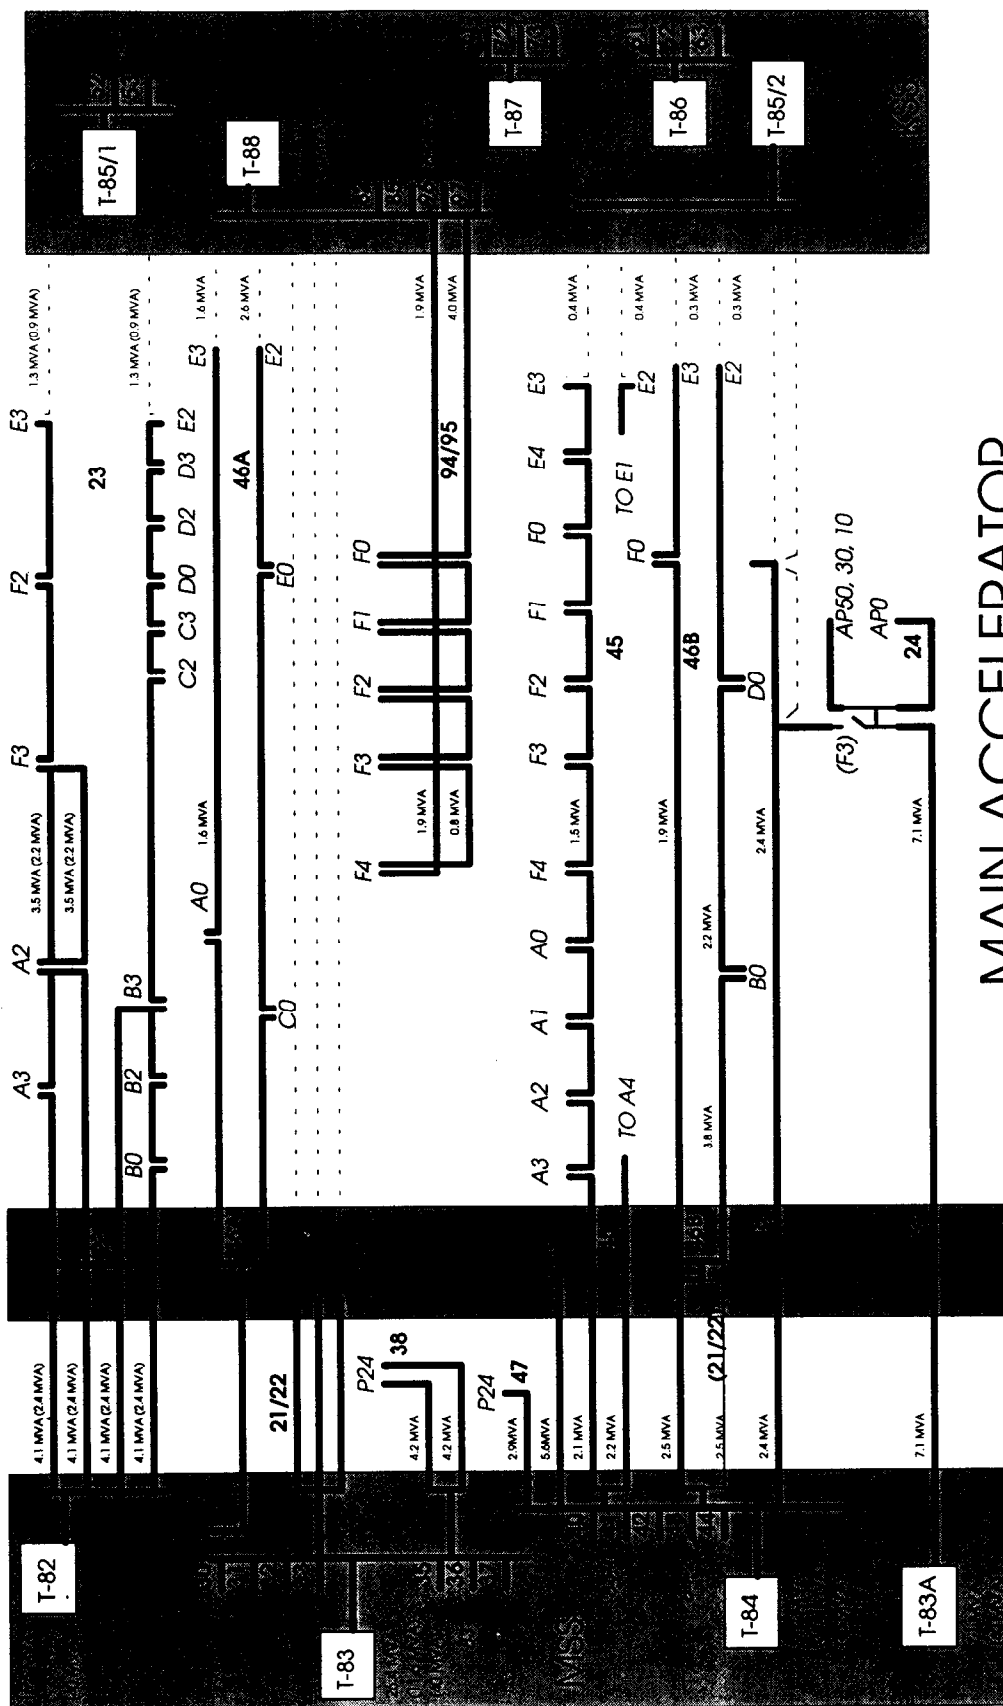 T-82
T-83
T-84
T-83A
MSS
4.1 MVA (2.4 MVA)
4.1 MVA (2.4 MVA)
4.1 MVA (2.4 MVA)
4.1 MVA (2.4 MVA)
21/22
P24
38
4.2 MVA
4.2 MVA
P24
47
2.9MVA
5.6MVA
2.1 MVA
2.2 MVA
2.5 MVA
(21/22)
2.5 MVA
2.4 MVA
7.1 MVA
A3
A2
F3
F2
E3
3.5 MVA (2.2 MVA)
3.5 MVA (2.2 MVA)
1.3 MVA (0.9 MVA)
23
B0
B2
B3
C2
C3
D0
D2
D3
E2
1.3 MVA (0.9 MVA)
A0
1.6 MVA
E3
1.6 MVA
46A
C0
E0
E2
2.6 MVA
F4
F3
F2
F1
F0
1.9 MVA
0.8 MVA
94/95
1.9 MVA
4.0 MVA
A3
A2
A1
A0
F4
F3
F2
F1
F0
E4
E3
1.5 MVA
0.4 MVA
45
TO A4
TO E1
E2
0.4 MVA
1.9 MVA
F0
E3
0.3 MVA
46B
3.8 MVA
B0
2.2 MVA
D0
E2
0.3 MVA
2.4 MVA
(F3)
AP50, 30, 10
AP0
24
7.1 MVA
T-85/1
T-88
T-87
T-86
T-85/2
KSS
MAIN ACCELERATOR